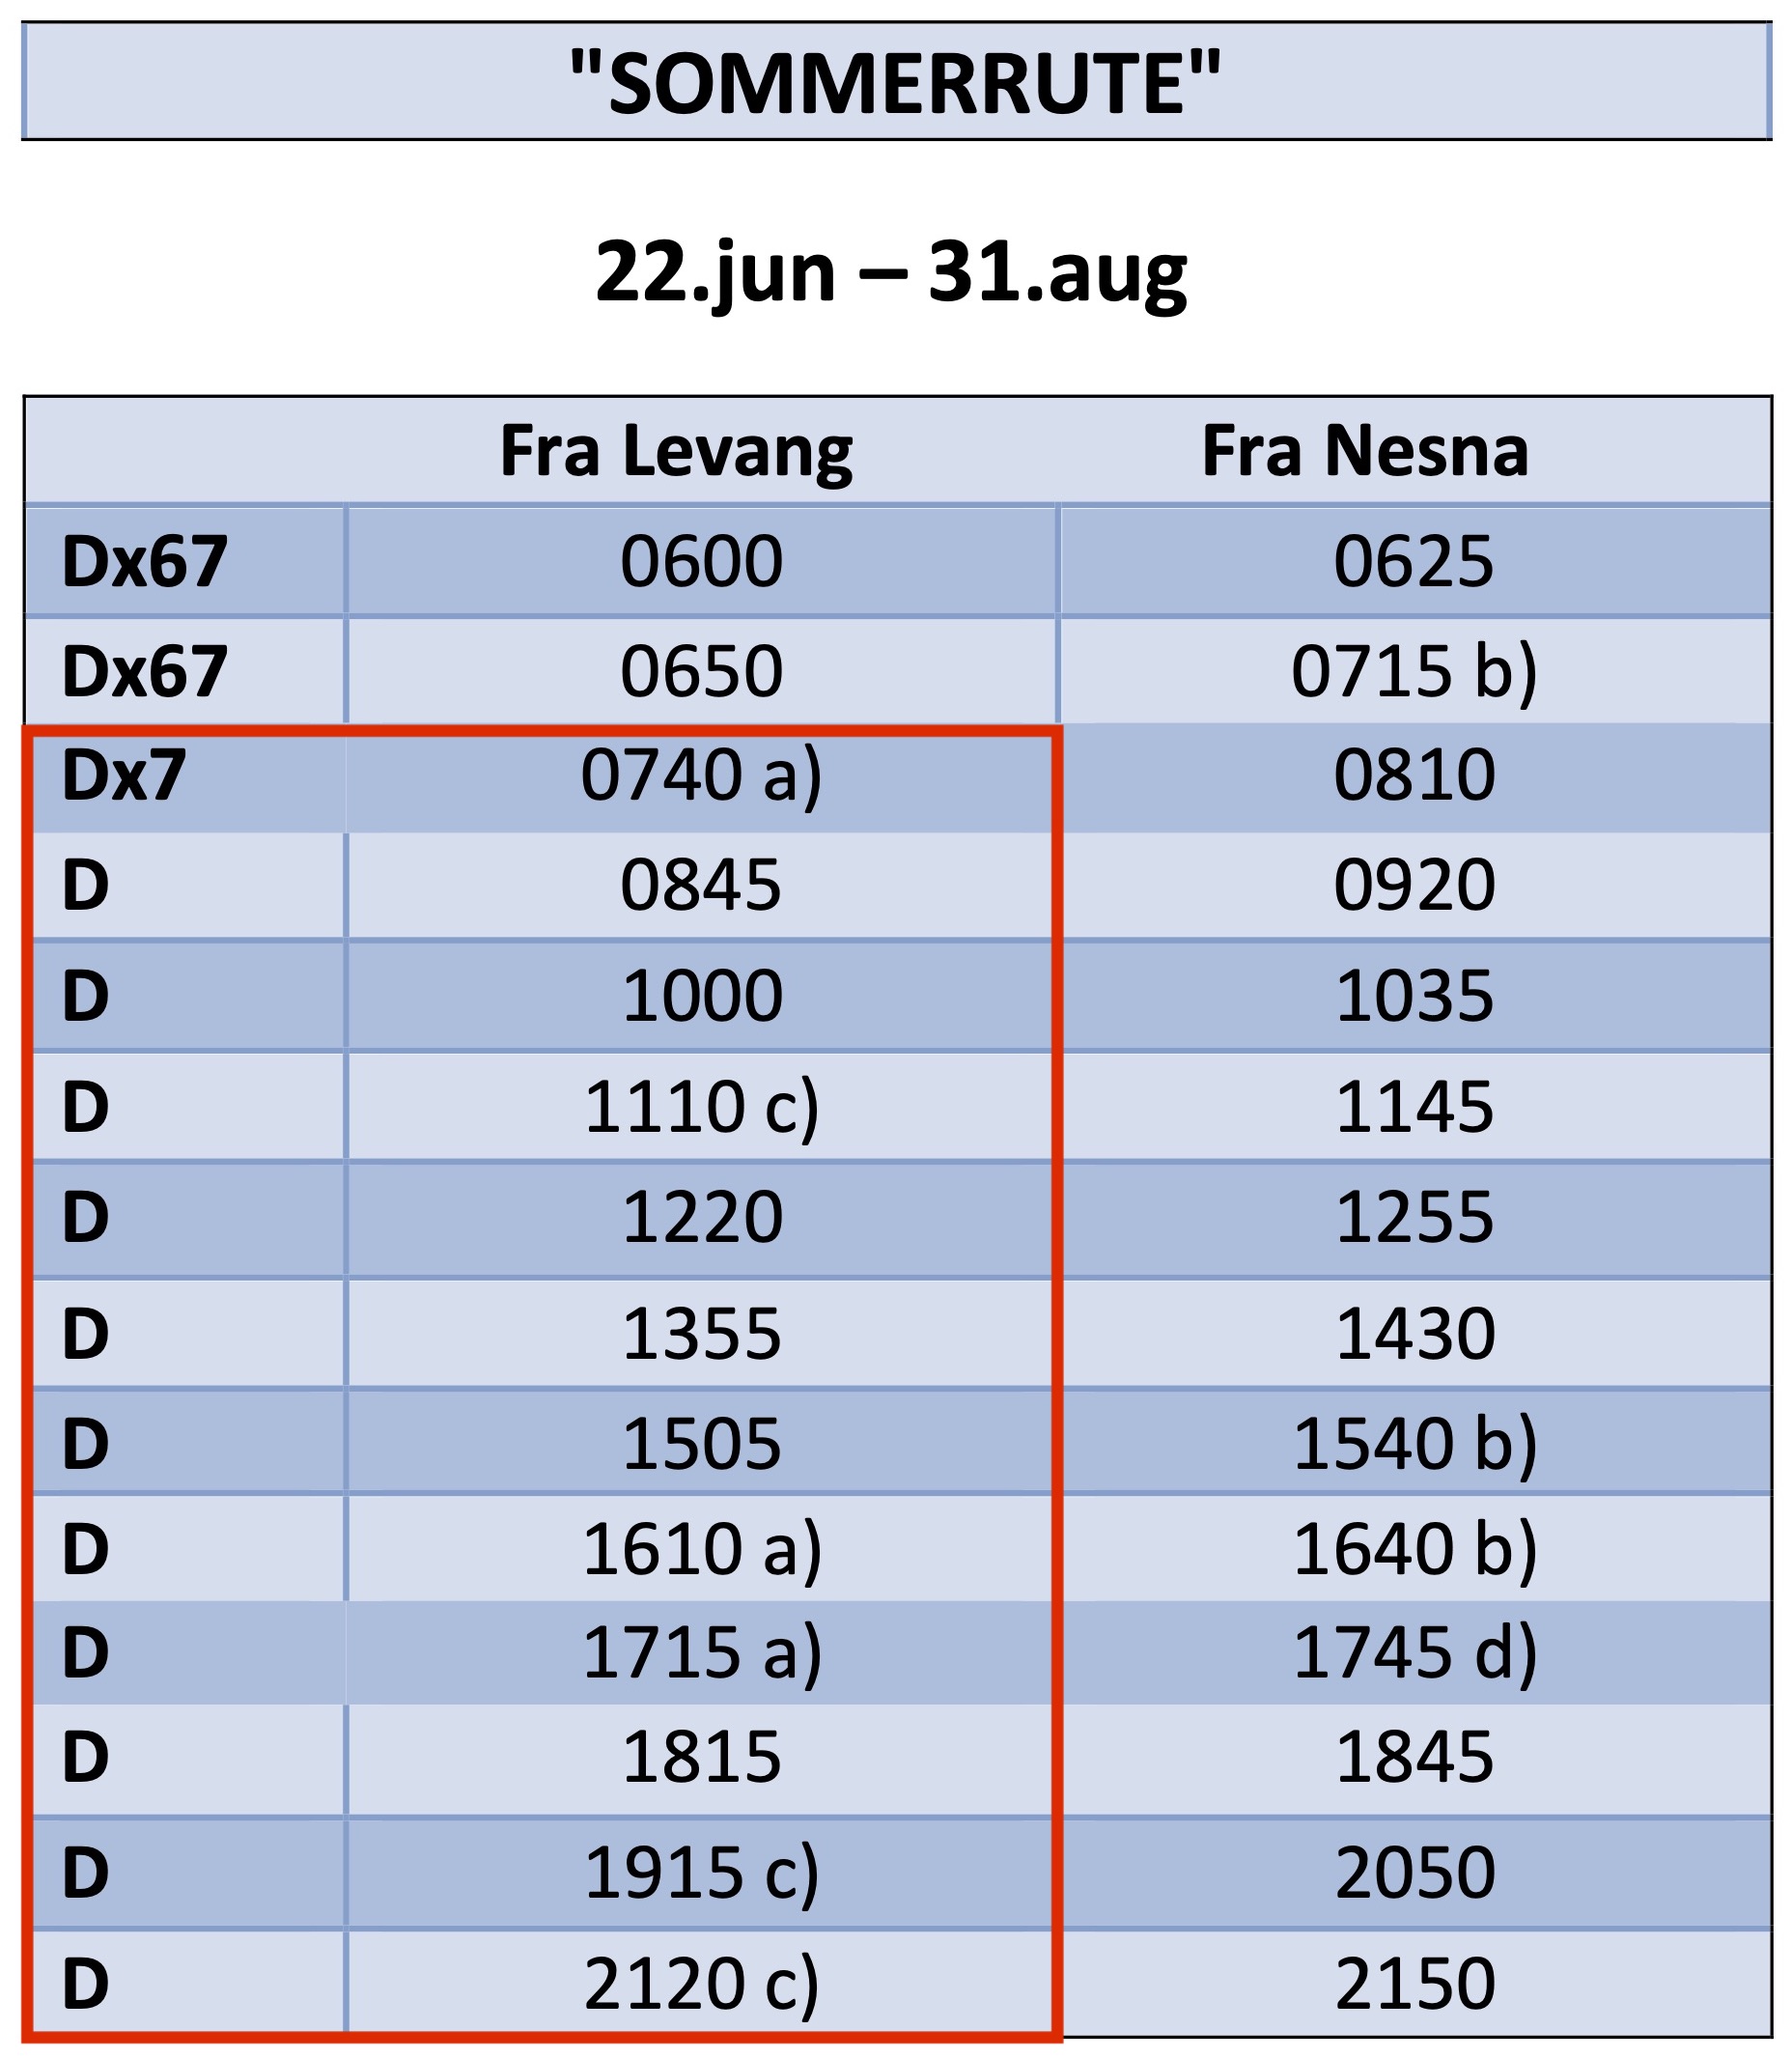 "SOMMERRUTE"
22.jun – 31.aug
Fra Levang Fra Nesna
Dx67 0600 0625
Dx67 0650 0715 b)
Dx7 0740 a) 0810
D 0845 0920
D 1000 1035
D 1110 c) 1145
D 1220 1255
D 1355 1430
D 1505 1540 b)
D 1610 a) 1640 b)
D 1715 a) 1745 d)
D 1815 1845
D 1915 c) 2050
D 2120 c) 2150